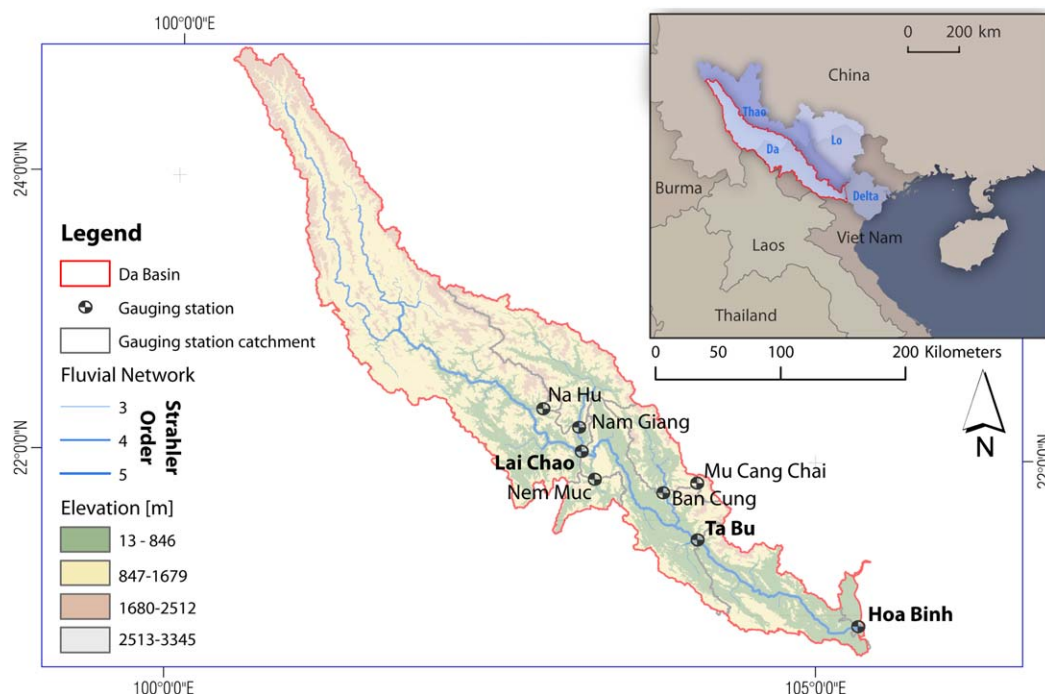 100°0'0"E
0 200 km
China
Thao
Lo
Da
Delta
Burma
Laos
Viet Nam
Thailand
0 50 100 200 Kilometers
N
24°0'0"N
22°0'0"N
Legend
Da Basin
Gauging station
Gauging station catchment
Fluvial Network
3
4
5
Strahler
Order
Elevation [m]
13 - 846
847-1679
1680-2512
2513-3345
Na Hu
Nam Giang
Lai Chao
Nem Muc
Mu Cang Chai
Ban Cung
Ta Bu
Hoa Binh
100°0'0"E
105°0'0"E